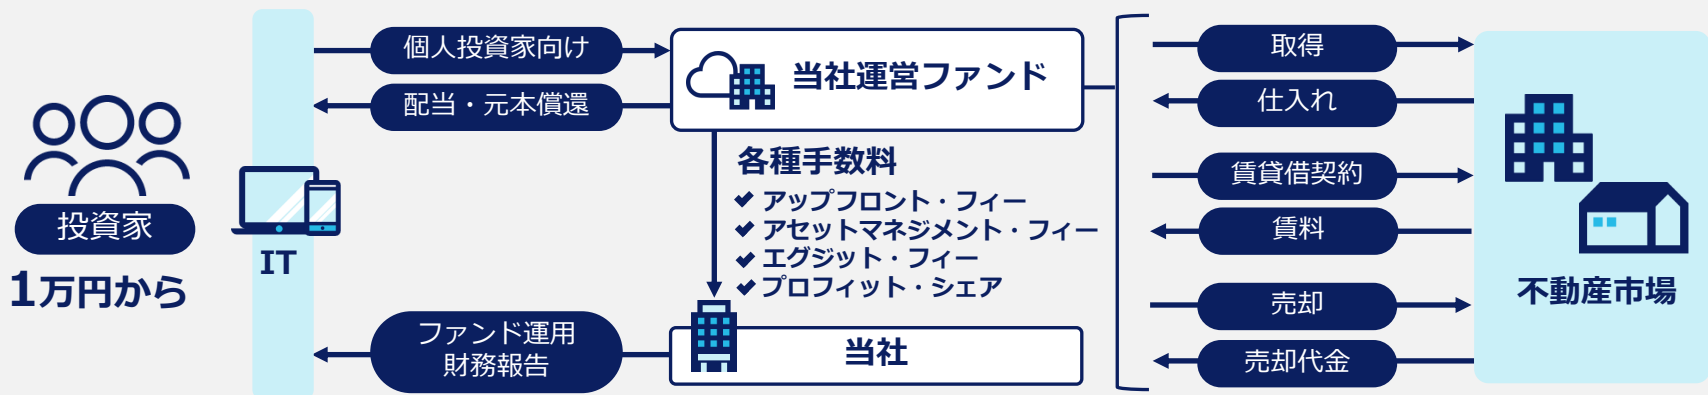 投資家
1万円から
IT
個人投資家向け
配当・元本償還
当社運営ファンド
各種手数料
アップフロント・フィー
アセットマネジメント・フィー
エグジット・フィー
プロフィット・シェア
ファンド運用
財務報告
当社
取得
仕入れ
賃貸借契約
賃料
売却
売却代金
不動産市場